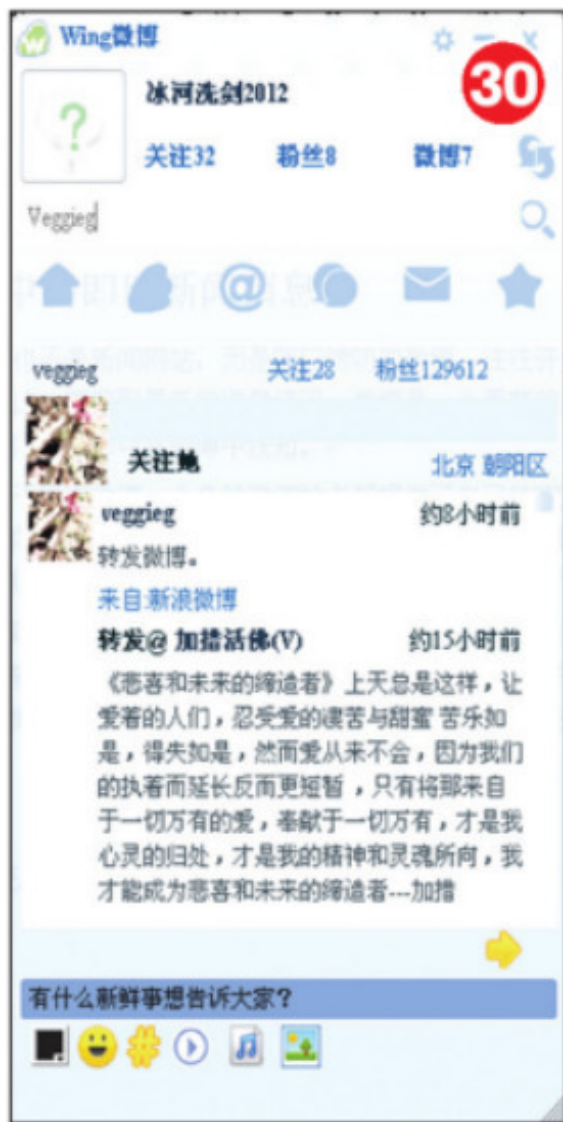 Wing微博
30
冰河洗剑2012
关注32 粉丝8 微博7
Veggieg
veggieg 关注28 粉丝129612
关注她 北京 朝阳区
veggieg 约8小时前
转发微博。
来自:新浪微博
转发@ 加措活佛(V) 约15小时前
《悲喜和未来的缔造者》上天总是这样，让
爱着的人们，忍受爱的凄苦与甜蜜 苦乐如
是，得失如是，然而爱从来不会，因为我们
的执着而延长反而更短暂，只有将那来自
于一切万有的爱，奉献于一切万有，才是我
心灵的归处，才是我的精神和灵魂所向，我
才能成为悲喜和未来的缔造者---加措
有什么新鲜事想告诉大家？